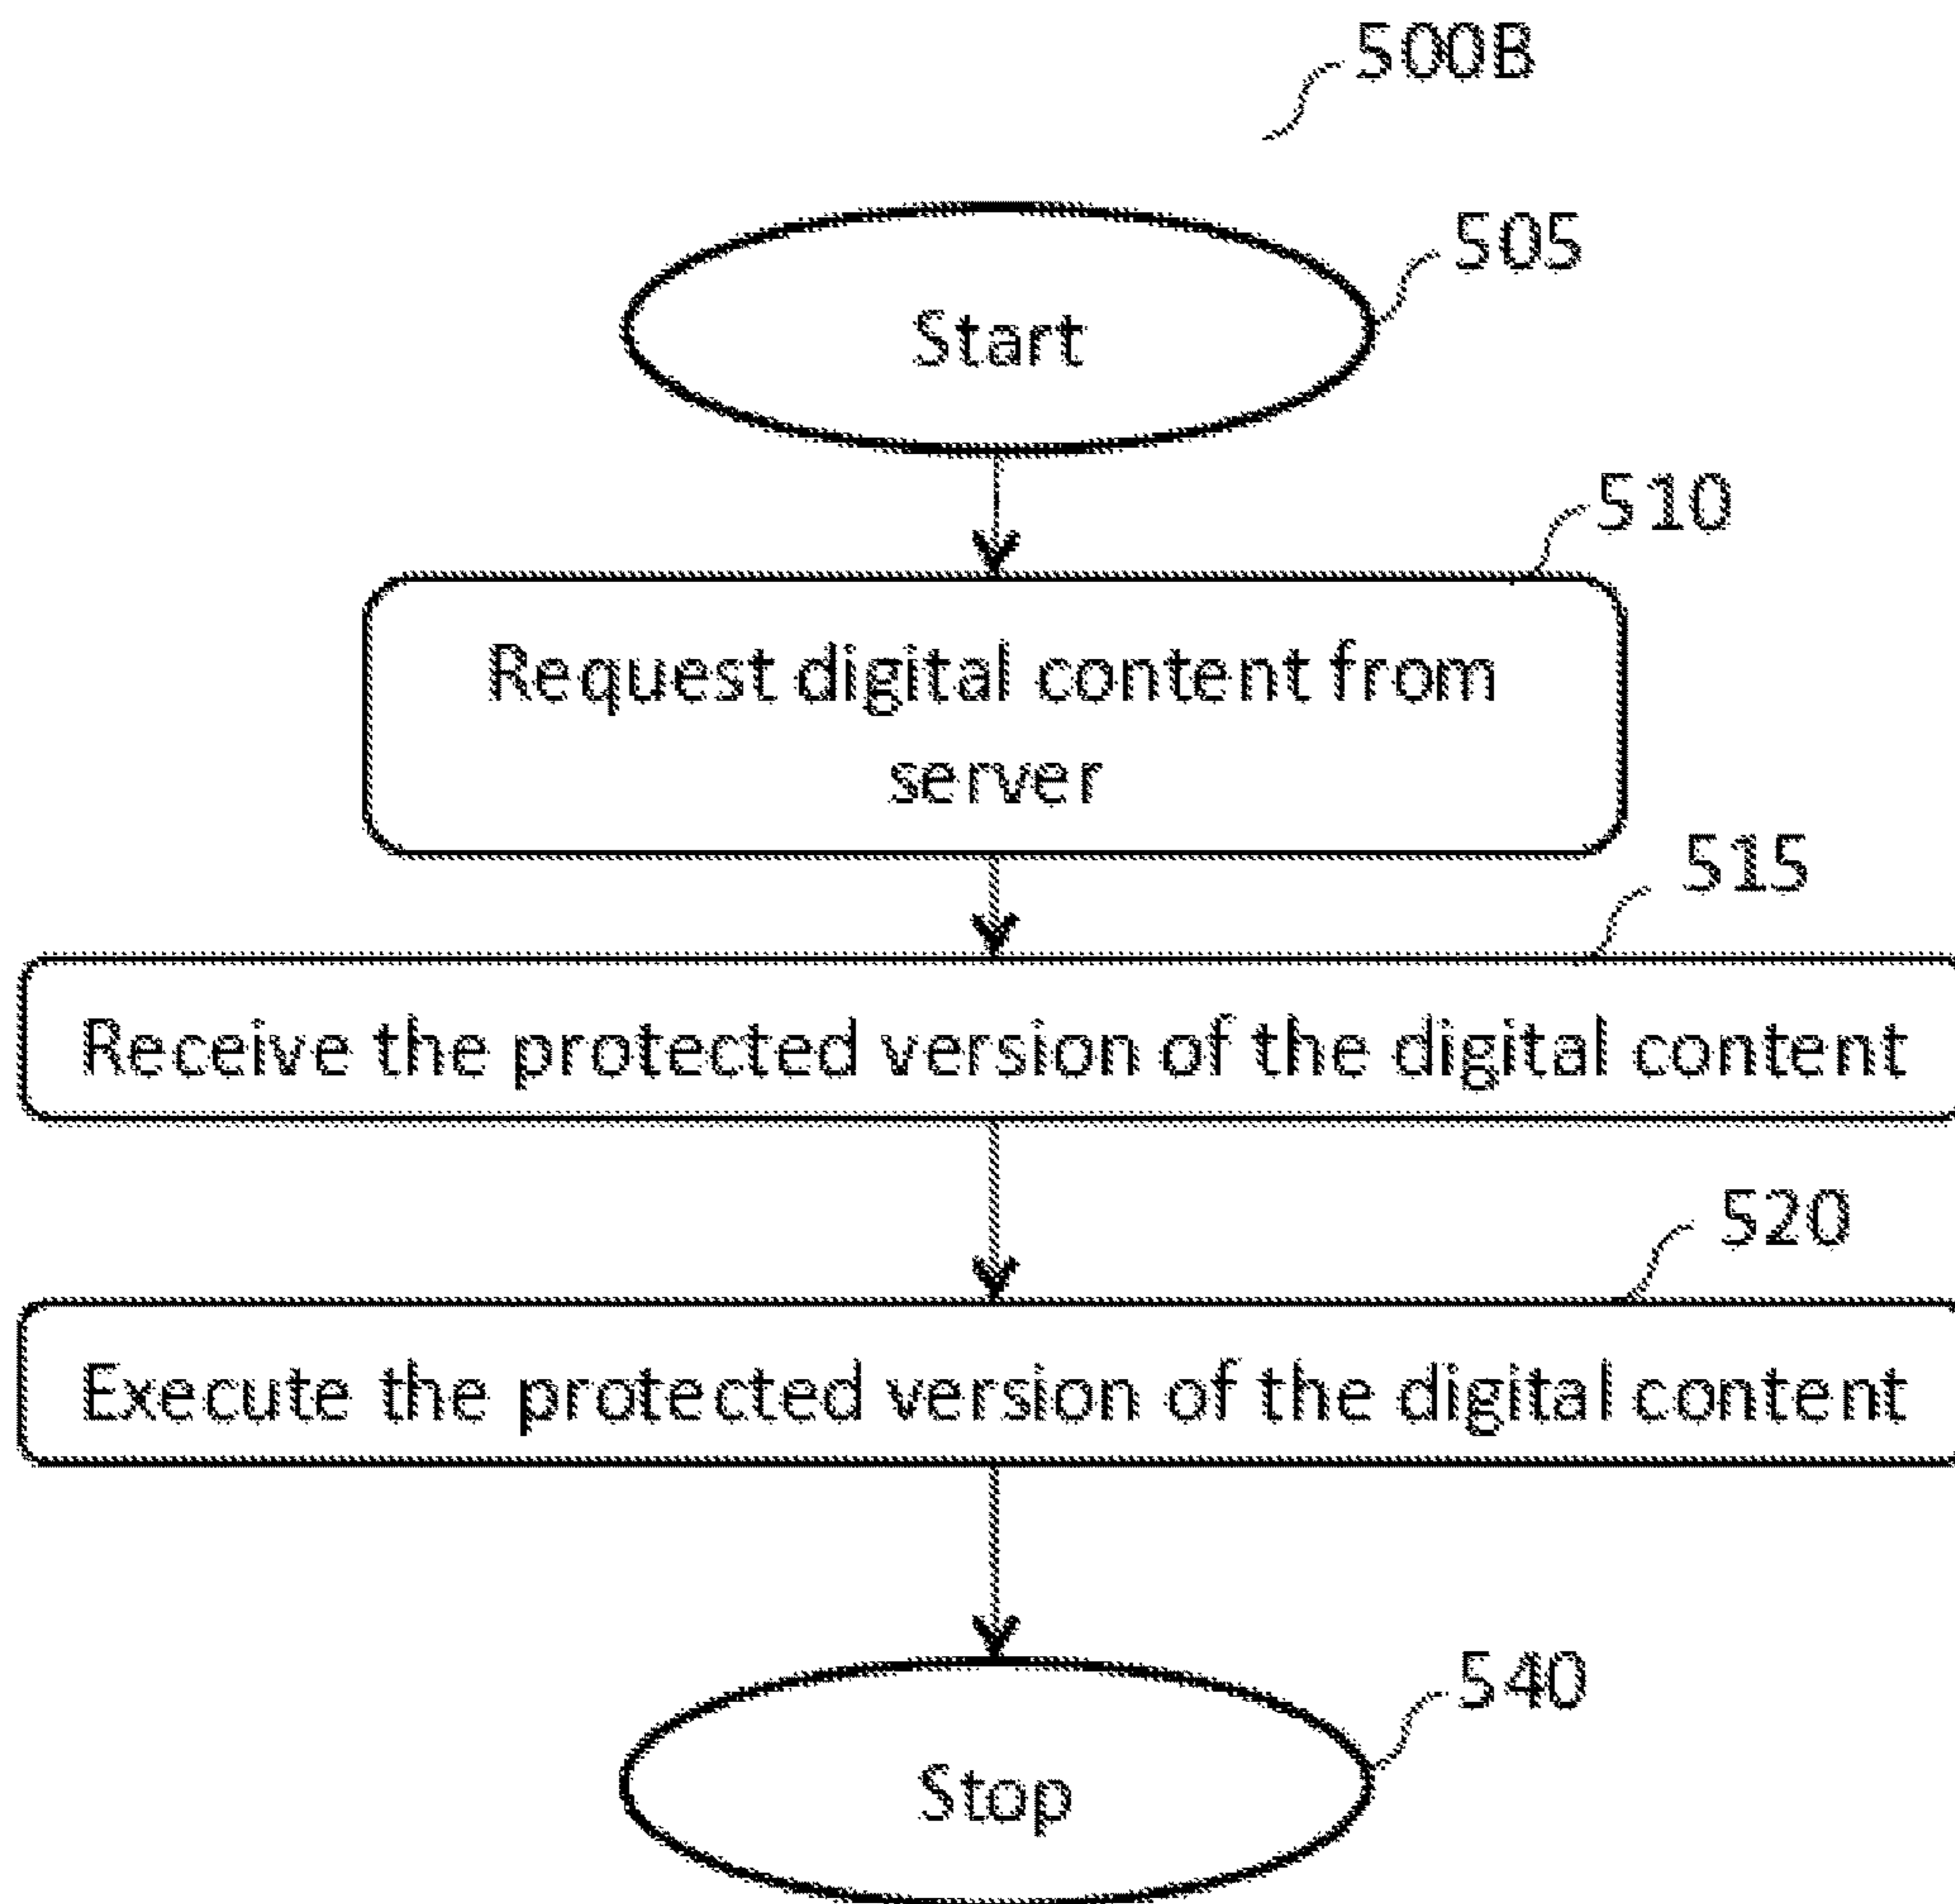 500B
505
Start
510
Request digital content from
server
515
Receive the protected version of the digital content
520
Execute the protected version of the digital content
540
Stop